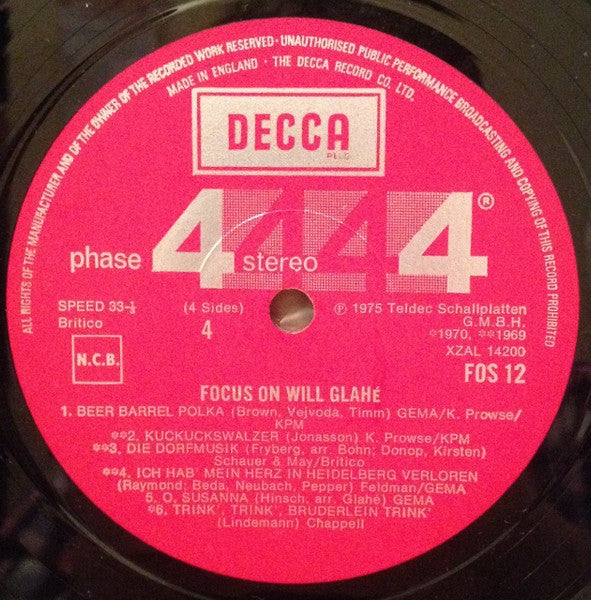 ALL RIGHTS OF THE MANUFACTURER AND OF THE OWNER OF THE RECORDED WORK RESERVED · UNAUTHORISED PUBLIC PERFORMANCE BROADCASTING AND COPYING OF THIS RECORD PROHIBITED
MADE IN ENGLAND · THE DECCA RECORD CO. LTD.
DECCA
phase 4 stereo 4 4 4 ®
SPEED 33-⅓ (4 Sides) ℗ 1975 Teldec Schallplatten
Britico 4 G.M.B.H.
*1970, **1969
XZAL 14200
N.C.B. FOS 12
FOCUS ON WILL GLAHé
1. BEER BARREL POLKA (Brown, Vejvoda, Timm) GEMA/K. Prowse/
KPM
**2. KUCKUCKSWALZER (Jonasson) K. Prowse/KPM
**3. DIE DORFMUSIK (Fryberg, arr. Bohn; Donop, Kirsten)
Schauer & May/Britico
**4. ICH HAB' MEIN HERZ IN HEIDELBERG VERLOREN
(Raymond: Beda, Neubach, Pepper) Feldman/GEMA
5. O, SUSANNA (Hinsch, arr. Glahé) GEMA
*6. TRINK', TRINK', BRUDERLEIN TRINK'
(Lindemann) Chappell